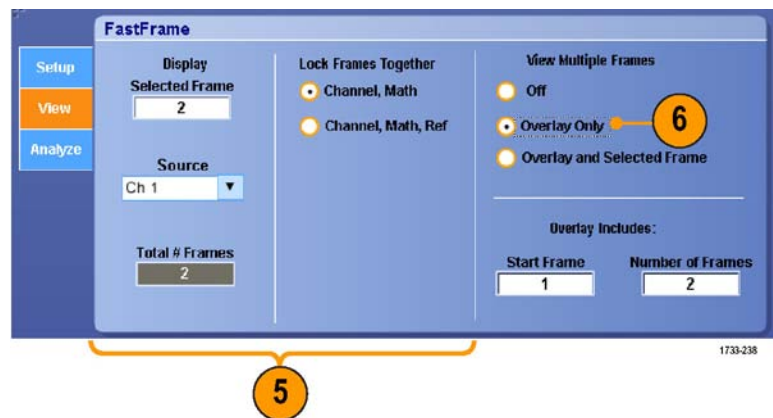 FastFrame
Setup
View
Analyze
Display
Selected Frame
2
Source
Ch 1
Total # Frames
2
Lock Frames Together
Channel, Math
Channel, Math, Ref
View Multiple Frames
Off
Overlay Only
6
Overlay and Selected Frame
Overlay Includes:
Start Frame
1
Number of Frames
2
1733-238
5